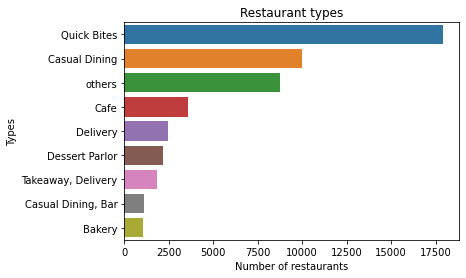 Restaurant types
Quick Bites
Casual Dining
others
Cafe
Delivery
Dessert Parlor
Takeaway, Delivery
Casual Dining, Bar
Bakery
Types
0 2500 5000 7500 10000 12500 15000 17500
Number of restaurants